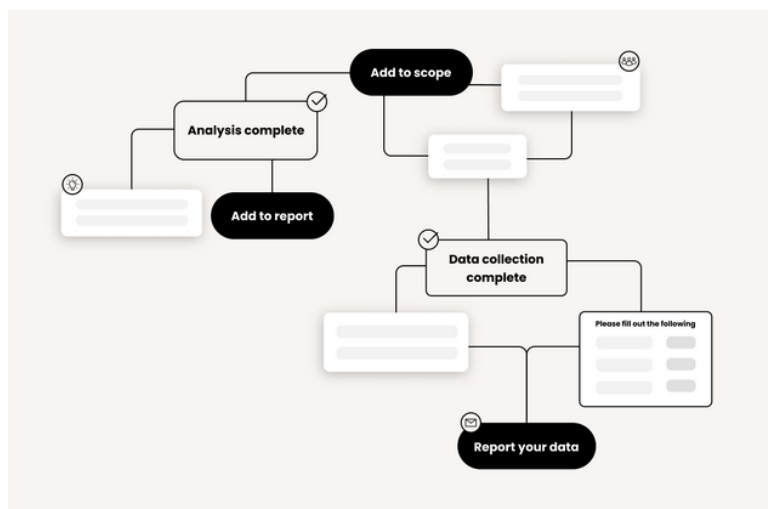 Add to scope
Analysis complete
Add to report
Data collection
complete
Please fill out the following
Report your data